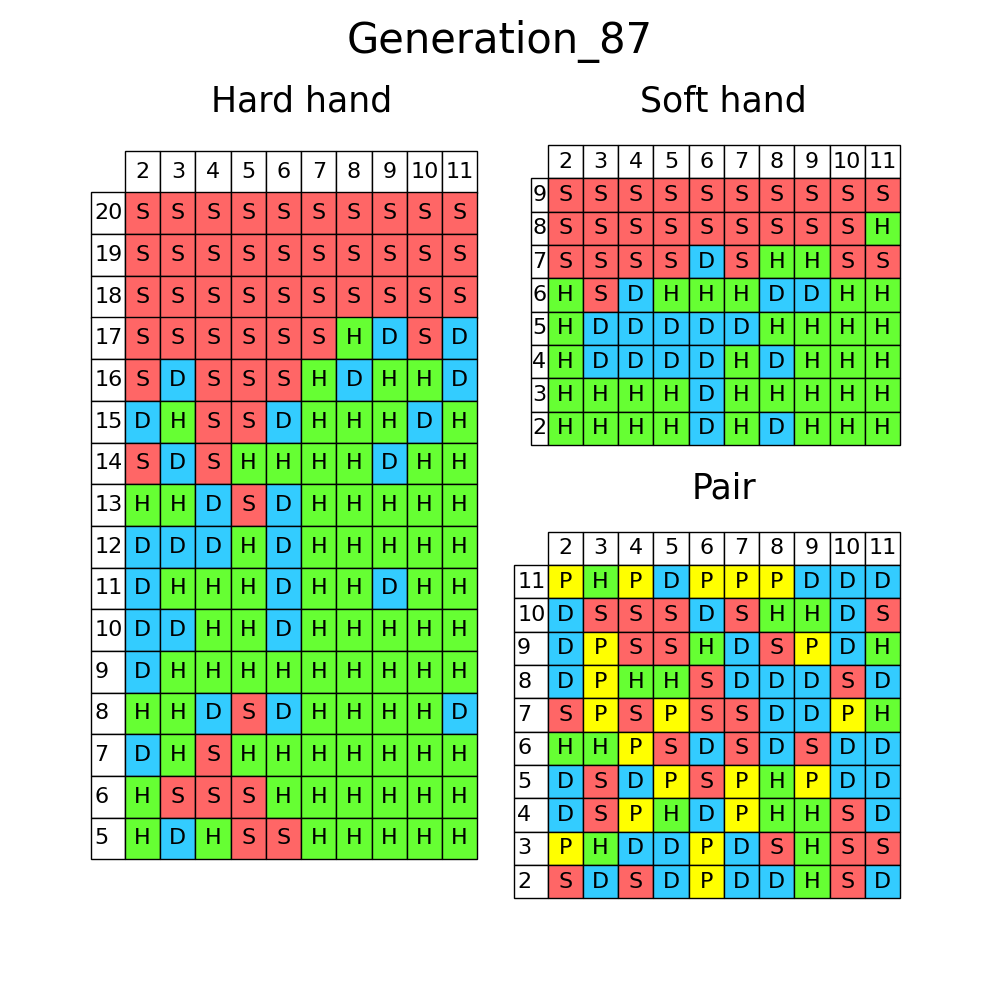 Generation_87
Hard hand
2 3 4 5 6 7 8 9 10 11
20 S S S S S S S S S S
19 S S S S S S S S S S
18 S S S S S S S S S S
17 S S S S S S H D S D
16 S D S S S H D H H D
15 D H S S D H H H D H
14 S D S H H H H D H H
13 H H D S D H H H H H
12 D D D H D H H H H H
11 D H H H D H H D H H
10 D D H H D H H H H H
9 D H H H H H H H H H
8 H H D S D H H H H D
7 D H S H H H H H H H
6 H S S S H H H H H H
5 H D H S S H H H H H
Soft hand
2 3 4 5 6 7 8 9 10 11
9 S S S S S S S S S S
8 S S S S S S S S S H
7 S S S S D S H H S S
6 H S D H H H D D H H
5 H D D D D D H H H H
4 H D D D D H D H H H
3 H H H H D H H H H H
2 H H H H D H D H H H
Pair
2 3 4 5 6 7 8 9 10 11
11 P H P D P P P D D D
10 D S S S D S H H D S
9 D P S S H D S P D H
8 D P H H S D D D S D
7 S P S P S S D D P H
6 H H P S D S D S D D
5 D S D P S P H P D D
4 D S P H D P H H S D
3 P H D D P D S H S S
2 S D S D P D D H S D